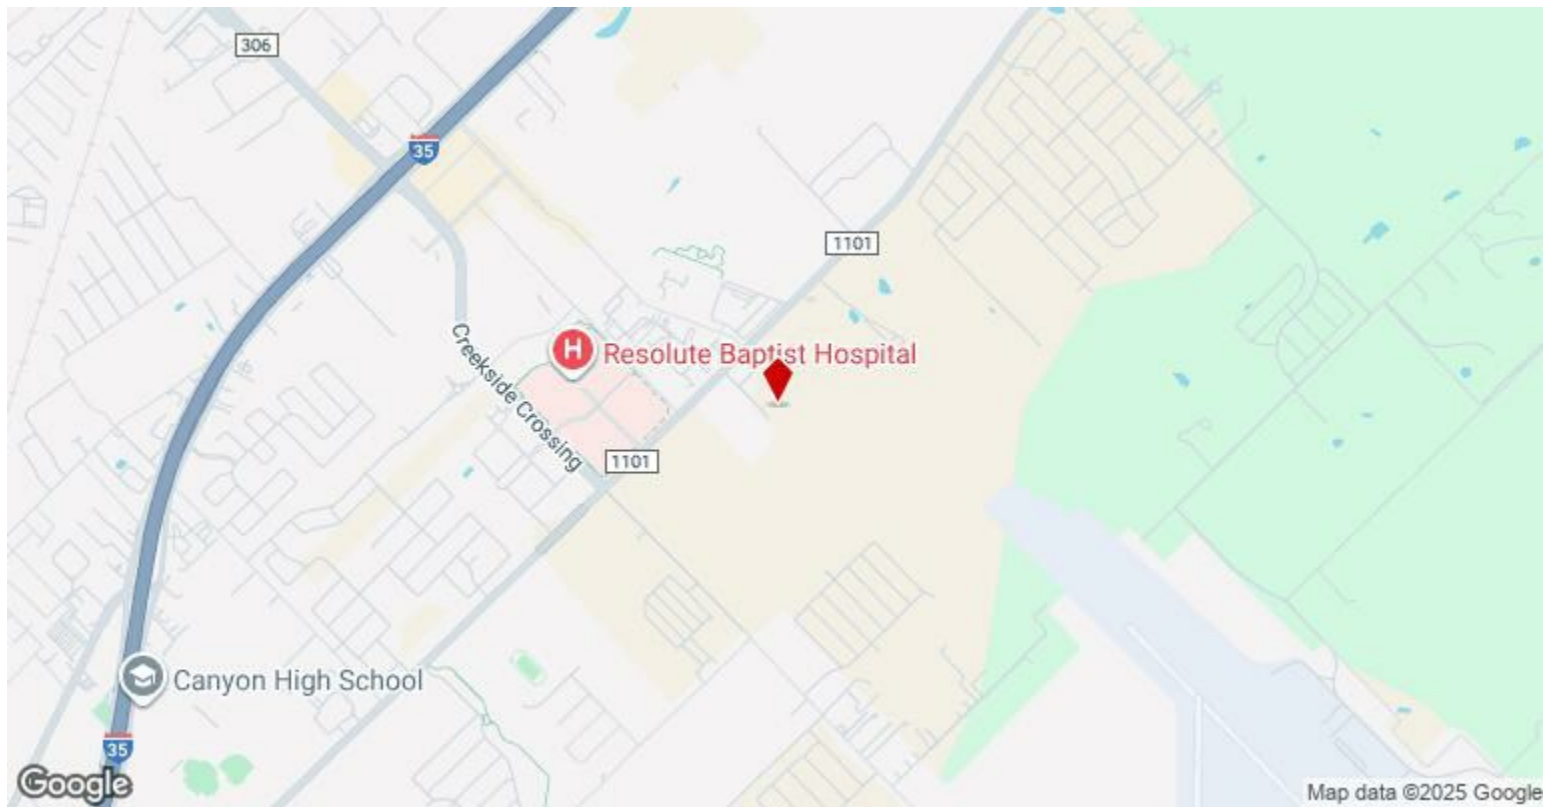 306
35
1101
Creekside Crossing
Resolute Baptist Hospital
1101
Canyon High School
35
Google
Map data ©2025 Google